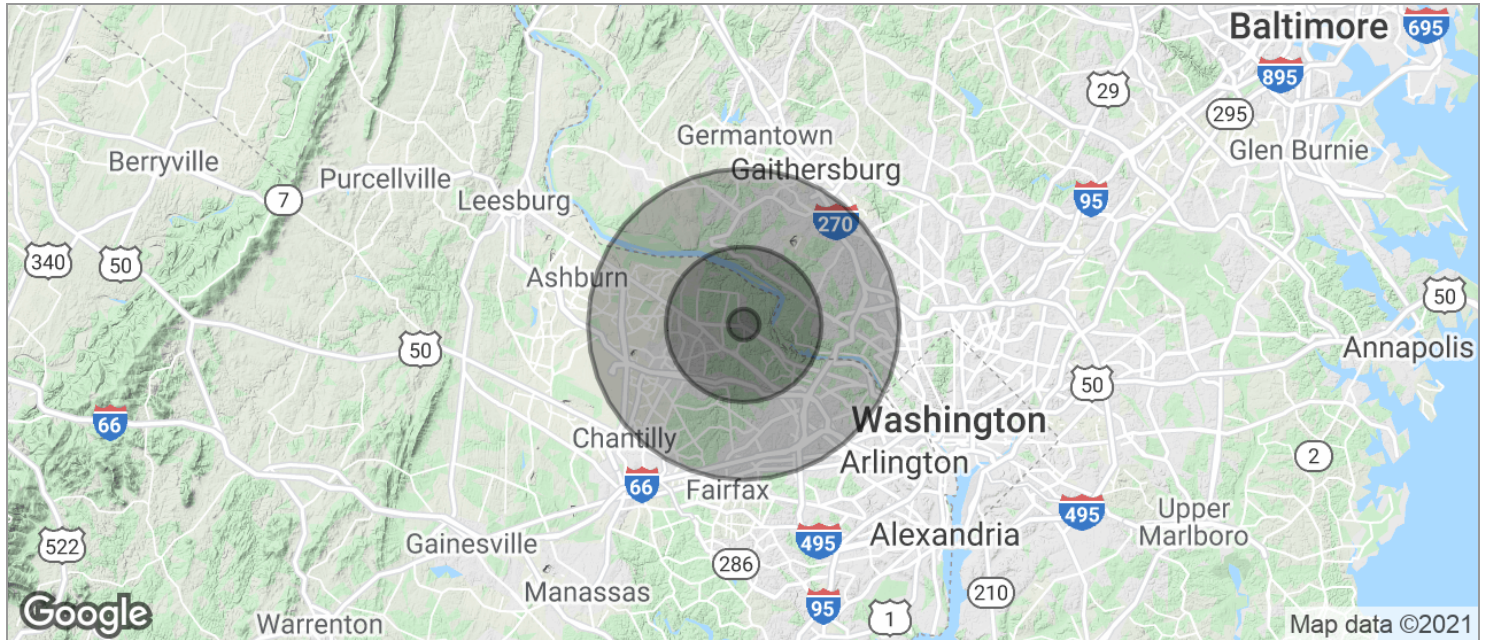 Baltimore
695
895
29
295
Germantown
Glen Burnie
Berryville
Gaithersburg
Purcellville
7
Leesburg
95
270
340
50
Ashburn
50
50
Annapolis
50
66
Washington
Chantilly
Arlington
2
66
Fairfax
495
Upper
Marlboro
522
Gainesville
495
Alexandria
286
Manassas
210
95
1
Google
Warrenton
Map data ©2021